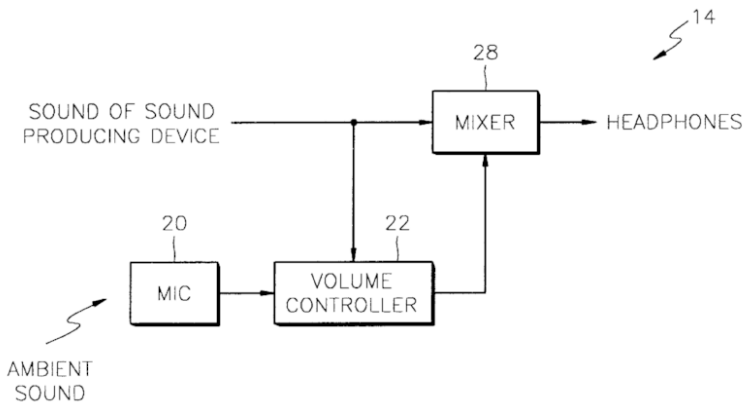 14
28
SOUND OF SOUND
PRODUCING DEVICE
MIXER
HEADPHONES
20
22
MIC
VOLUME
CONTROLLER
AMBIENT
SOUND